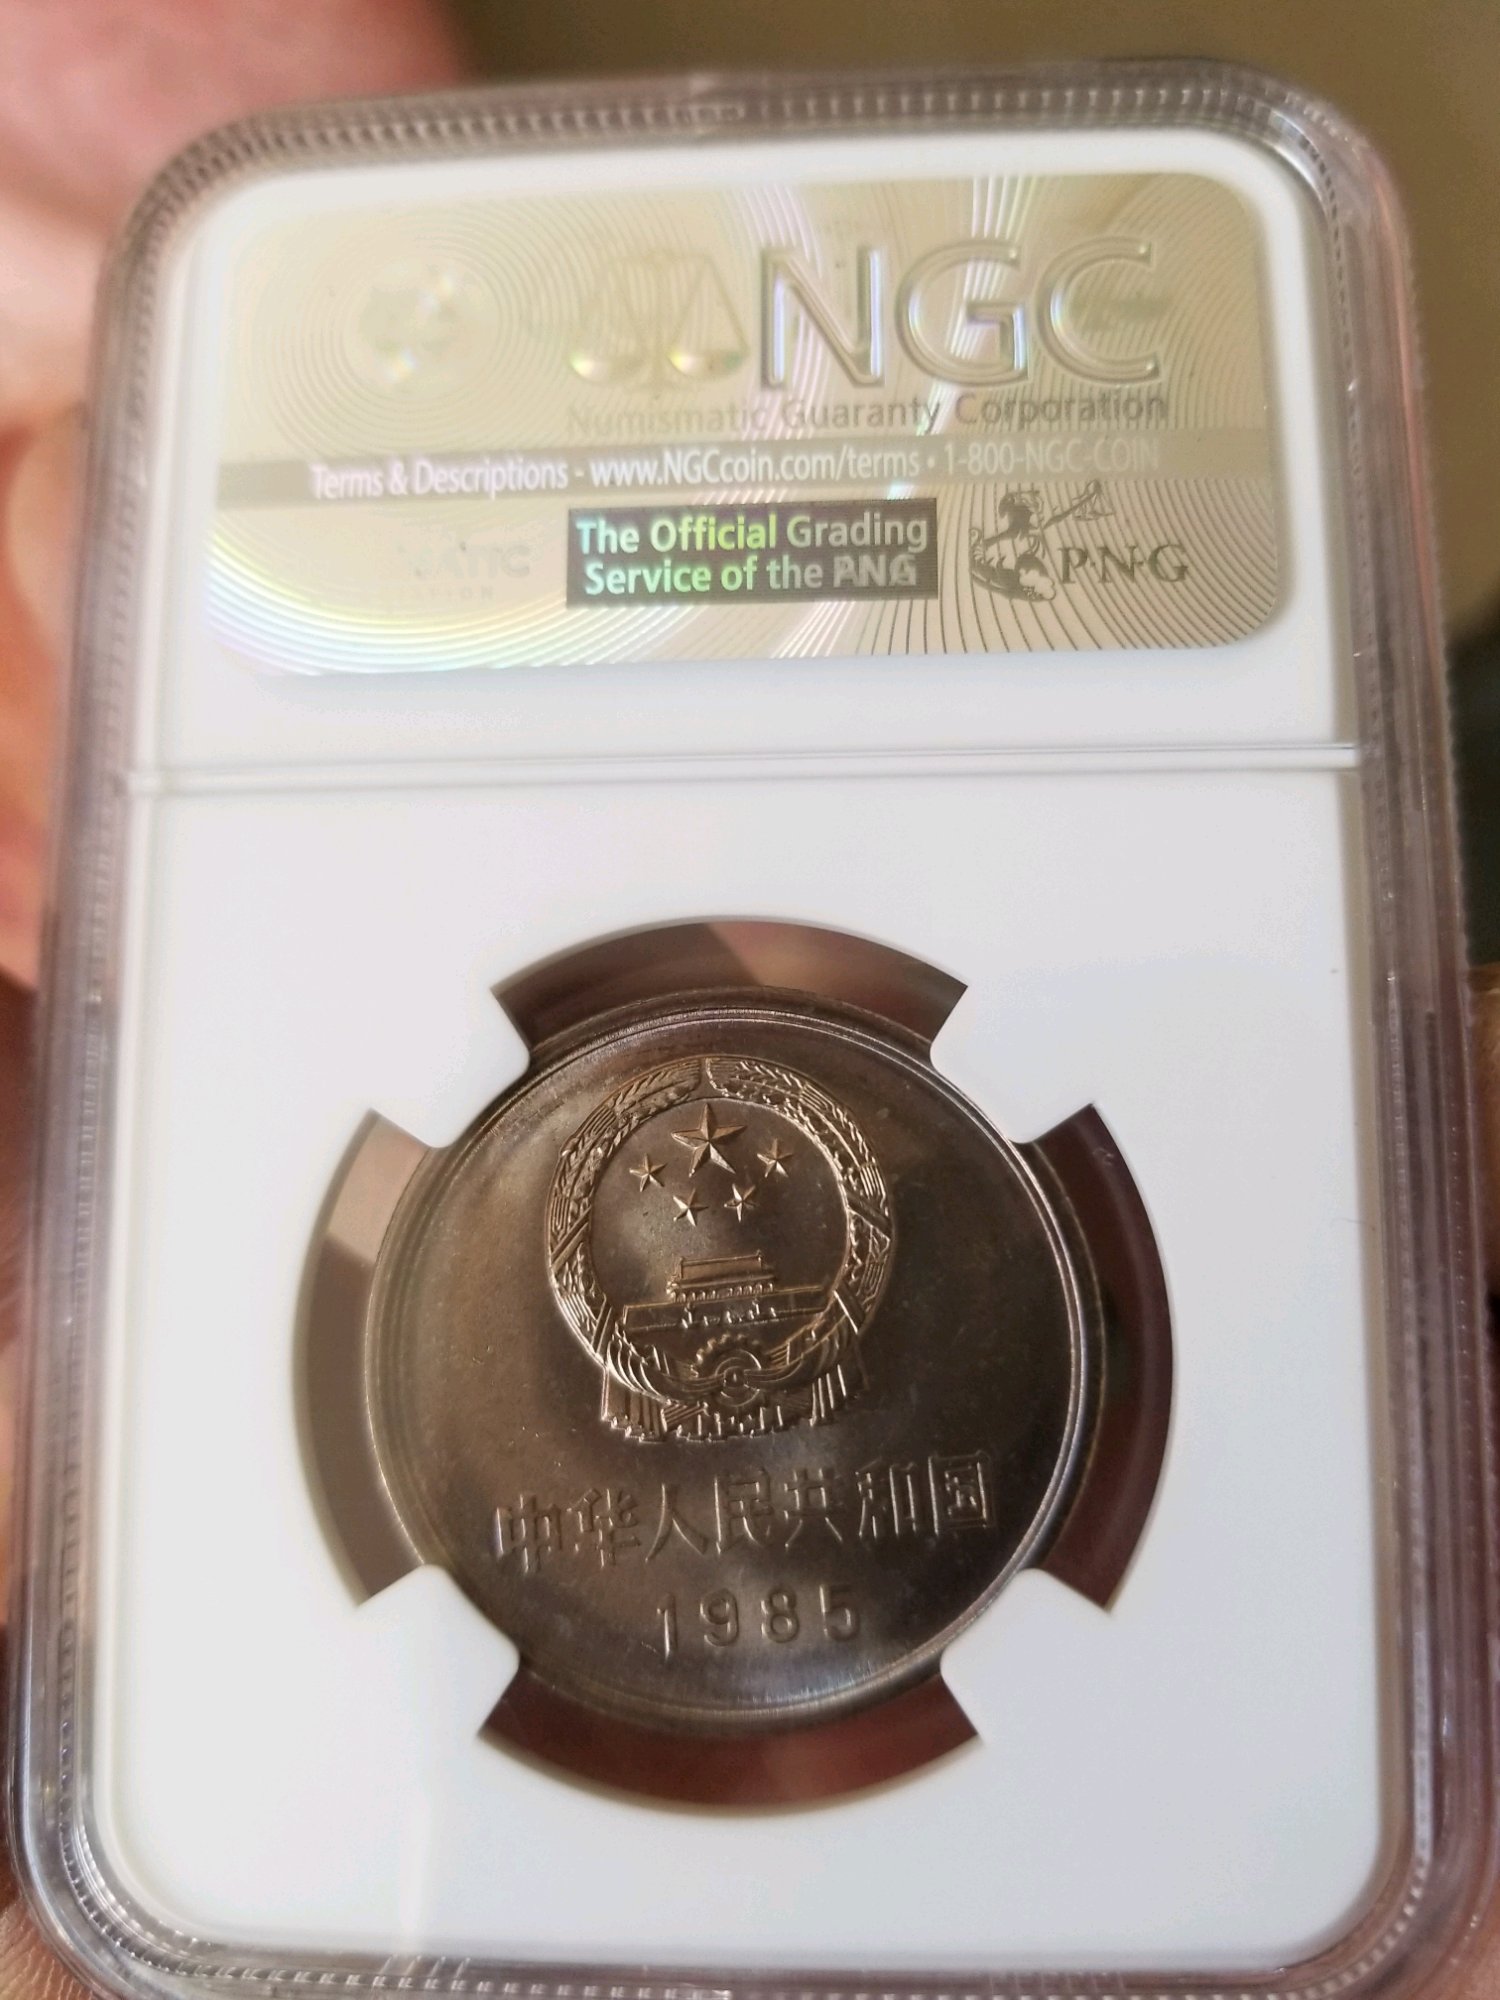 NGC
Numismatic Guaranty Corporation
Terms & Descriptions - www.NGCcoin.com/terms • 1-800-NGC-COIN
The Official Grading
Service of the PNG
P·N·G
中华人民共和国
1985